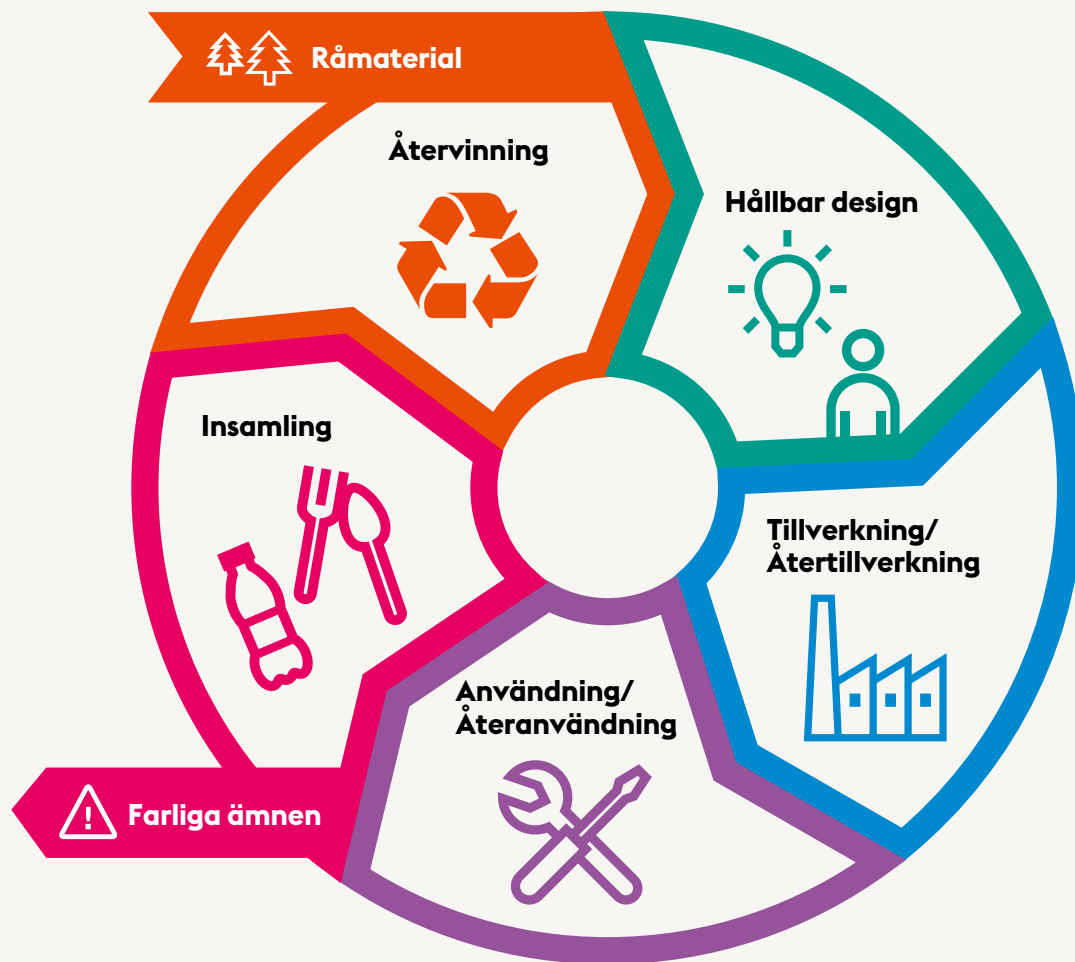 Råmaterial
Återvinning
Hållbar design
Insamling
Tillverkning/
Återtillverkning
Användning/
Återanvändning
Farliga ämnen